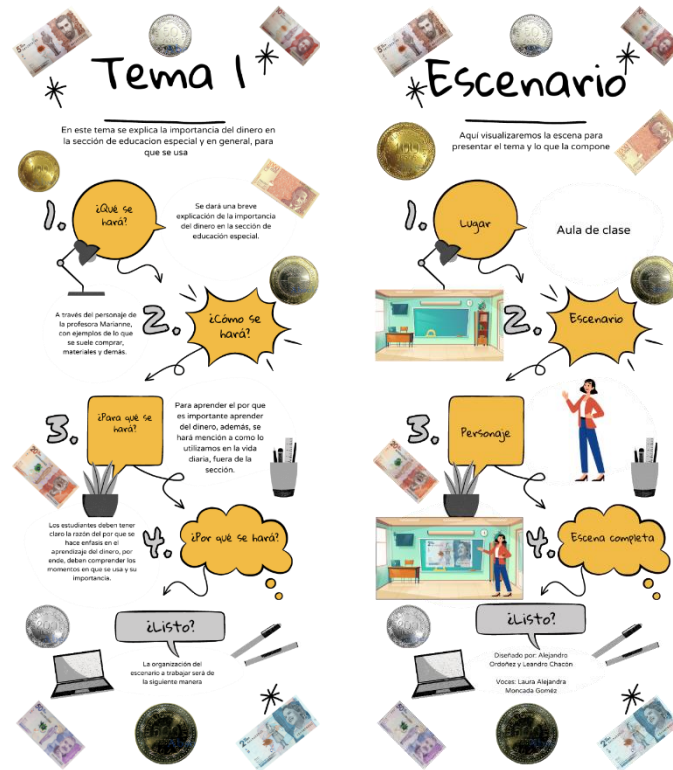 Tema 1
En este tema se explica la importancia del dinero en
la sección de educacion especial y en general, para
que se usa
1.
¿Qué se
hará?
Se dará una breve
explicación de la importancia
del dinero en la sección de
educación especial.
2.
¿Cómo se
hará?
A través del personaje de
la profesora Marianne,
con ejemplos de lo que
se suele comprar,
materiales y demás.
3.
¿Para qué se
hará?
Para aprender el por que
es importante aprender
del dinero, además, se
hará mención a como lo
utilizamos en la vida
diaria, fuera de la
sección.
4.
¿Por qué se hará?
Los estudiantes deben tener
claro la razón del por que se
hace enfasis en el
aprendizaje del dinero, por
ende, deben comprender los
momentos en que se usa y su
importancia.
¿Listo?
La organización del
escenario a trabajar será de
la siguiente manera
Escenario
Aquí visualizaremos la escena para
presentar el tema y lo que la compone
1.
Lugar
Aula de clase
2.
Escenario
3.
Personaje
4.
Escena completa
¿Listo?
Diseñado por: Alejandro
Ordoñez y Leandro Chacón
Voces: Laura Alejandra
Moncada Goméz